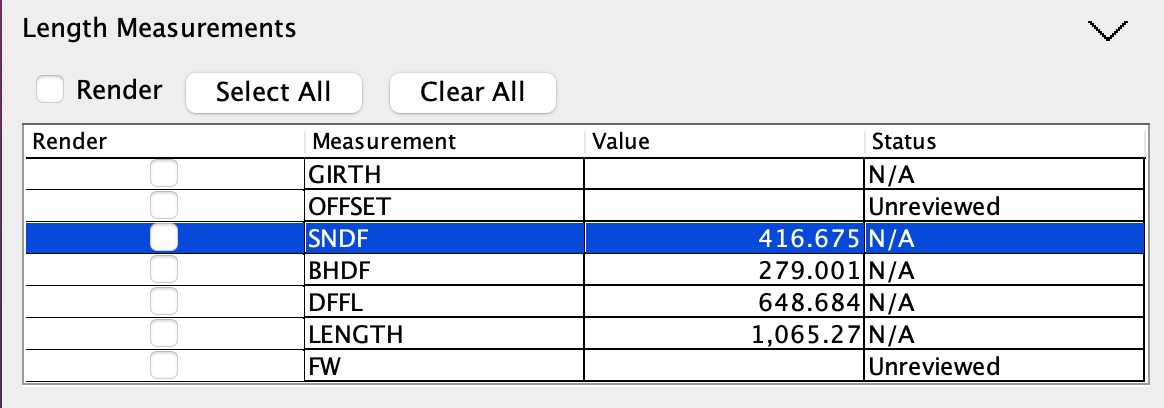 Length Measurements
Render Select All Clear All
Render Measurement Value Status
GIRTH N/A
OFFSET Unreviewed
SNDF 416.675 N/A
BHDF 279.001 N/A
DFFL 648.684 N/A
LENGTH 1,065.27 N/A
FW Unreviewed